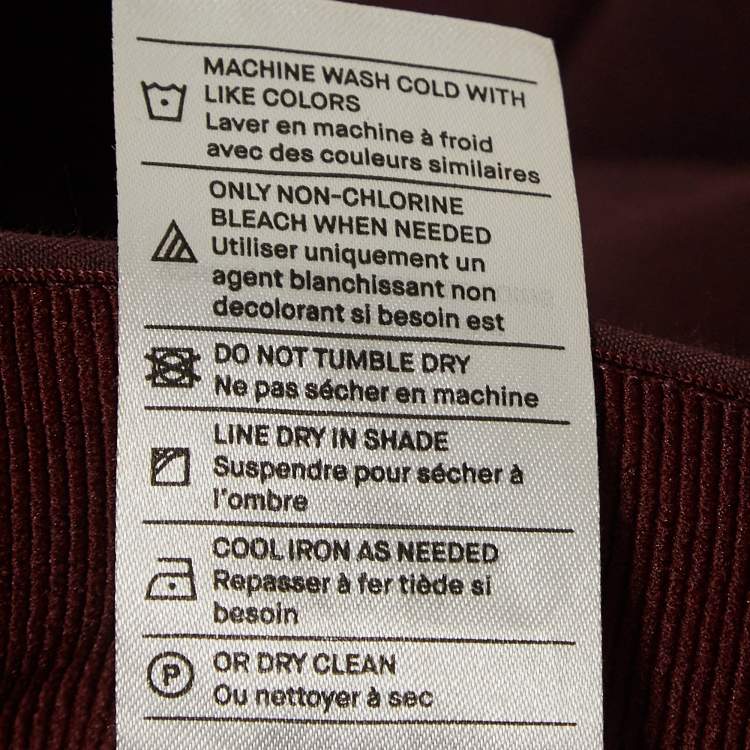 MACHINE WASH COLD WITH
LIKE COLORS
Laver en machine à froid
avec des couleurs similaires
ONLY NON-CHLORINE
BLEACH WHEN NEEDED
Utiliser uniquement un
agent blanchissant non
decolorant si besoin est
DO NOT TUMBLE DRY
Ne pas sécher en machine
LINE DRY IN SHADE
Suspendre pour sécher à
l'ombre
COOL IRON AS NEEDED
Repasser à fer tiède si
besoin
P
OR DRY CLEAN
Ou nettoyer à sec